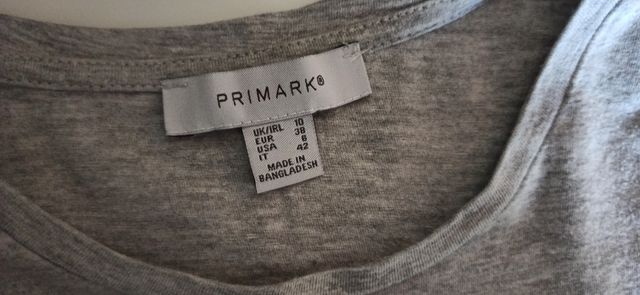 PRIMARK®
UK/IRL 10
EUR 38
USA 6
IT 42
MADE IN
BANGLADESH